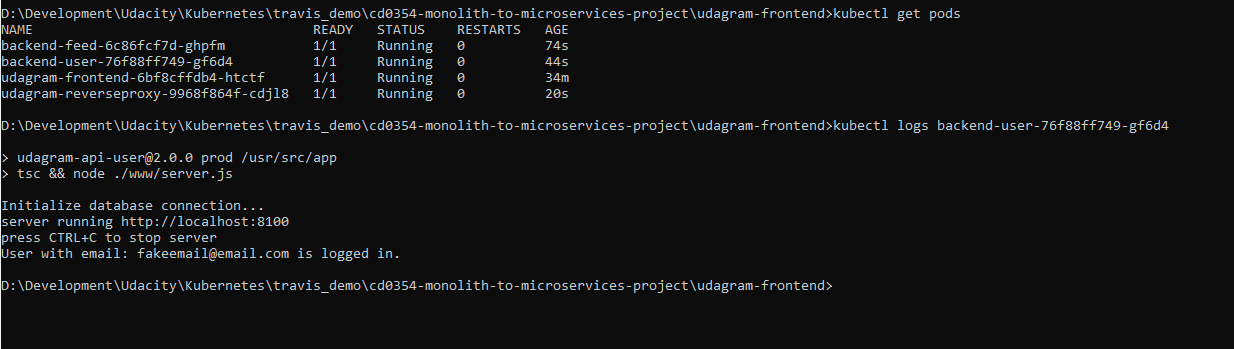 D:\Development\Udacity\Kubernetes\travis_demo\cd0354-monolith-to-microservices-project\udagram-frontend>kubectl get pods
NAME READY STATUS RESTARTS AGE
backend-feed-6c86fcf7d-ghpfm 1/1 Running 0 74s
backend-user-76f88ff749-gf6d4 1/1 Running 0 44s
udagram-frontend-6bf8cffdb4-htctf 1/1 Running 0 34m
udagram-reverseproxy-9968f864f-cdjl8 1/1 Running 0 20s
D:\Development\Udacity\Kubernetes\travis_demo\cd0354-monolith-to-microservices-project\udagram-frontend>kubectl logs backend-user-76f88ff749-gf6d4
> udagram-api-user@2.0.0 prod /usr/src/app
> tsc && node ./www/server.js
Initialize database connection...
server running http://localhost:8100
press CTRL+C to stop server
User with email: fakeemail@email.com is logged in.
D:\Development\Udacity\Kubernetes\travis_demo\cd0354-monolith-to-microservices-project\udagram-frontend>